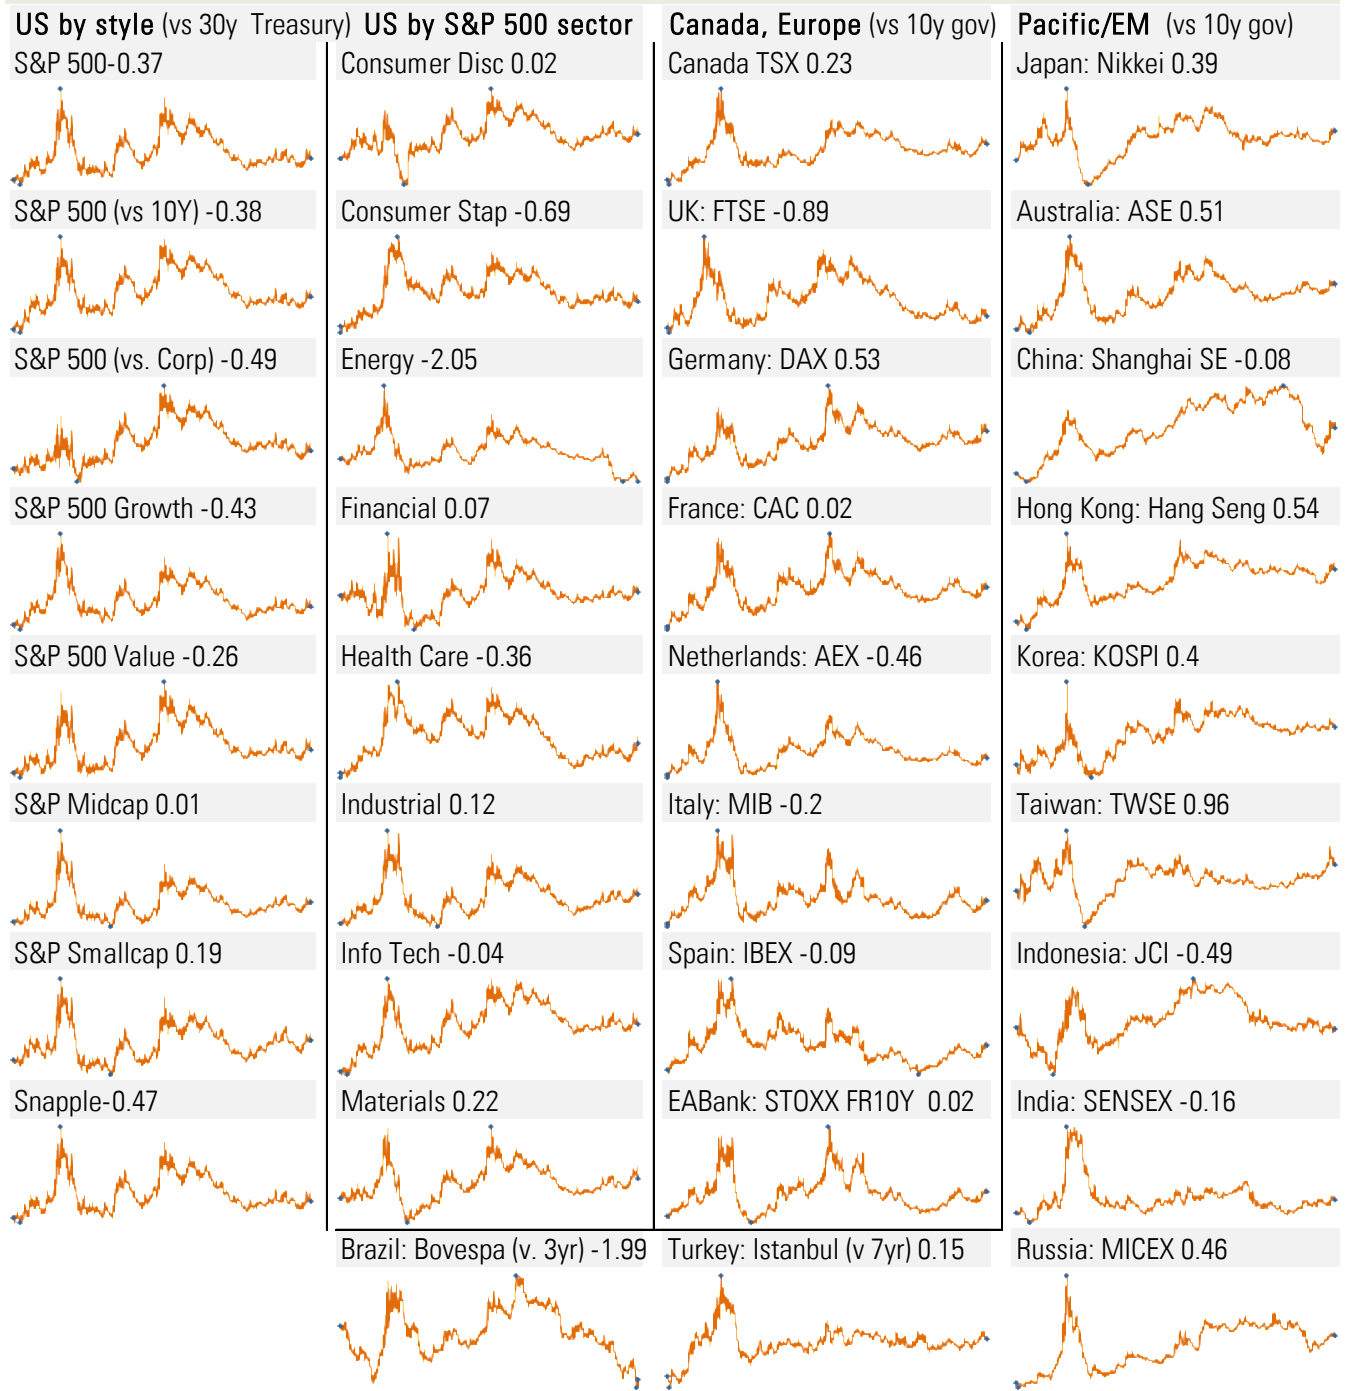 US by style (vs 30y Treasury) US by S&P 500 sector Canada, Europe (vs 10y gov) Pacific/EM (vs 10y gov)
S&P 500-0.37 Consumer Disc 0.02 Canada TSX 0.23 Japan: Nikkei 0.39
S&P 500 (vs 10Y) -0.38 Consumer Stap -0.69 UK: FTSE -0.89 Australia: ASE 0.51
S&P 500 (vs. Corp) -0.49 Energy -2.05 Germany: DAX 0.53 China: Shanghai SE -0.08
S&P 500 Growth -0.43 Financial 0.07 France: CAC 0.02 Hong Kong: Hang Seng 0.54
S&P 500 Value -0.26 Health Care -0.36 Netherlands: AEX -0.46 Korea: KOSPI 0.4
S&P Midcap 0.01 Industrial 0.12 Italy: MIB -0.2 Taiwan: TWSE 0.96
S&P Smallcap 0.19 Info Tech -0.04 Spain: IBEX -0.09 Indonesia: JCI -0.49
Snapple-0.47 Materials 0.22 EABank: STOXX FR10Y 0.02 India: SENSEX -0.16
Brazil: Bovespa (v. 3yr) -1.99 Turkey: Istanbul (v 7yr) 0.15 Russia: MICEX 0.46